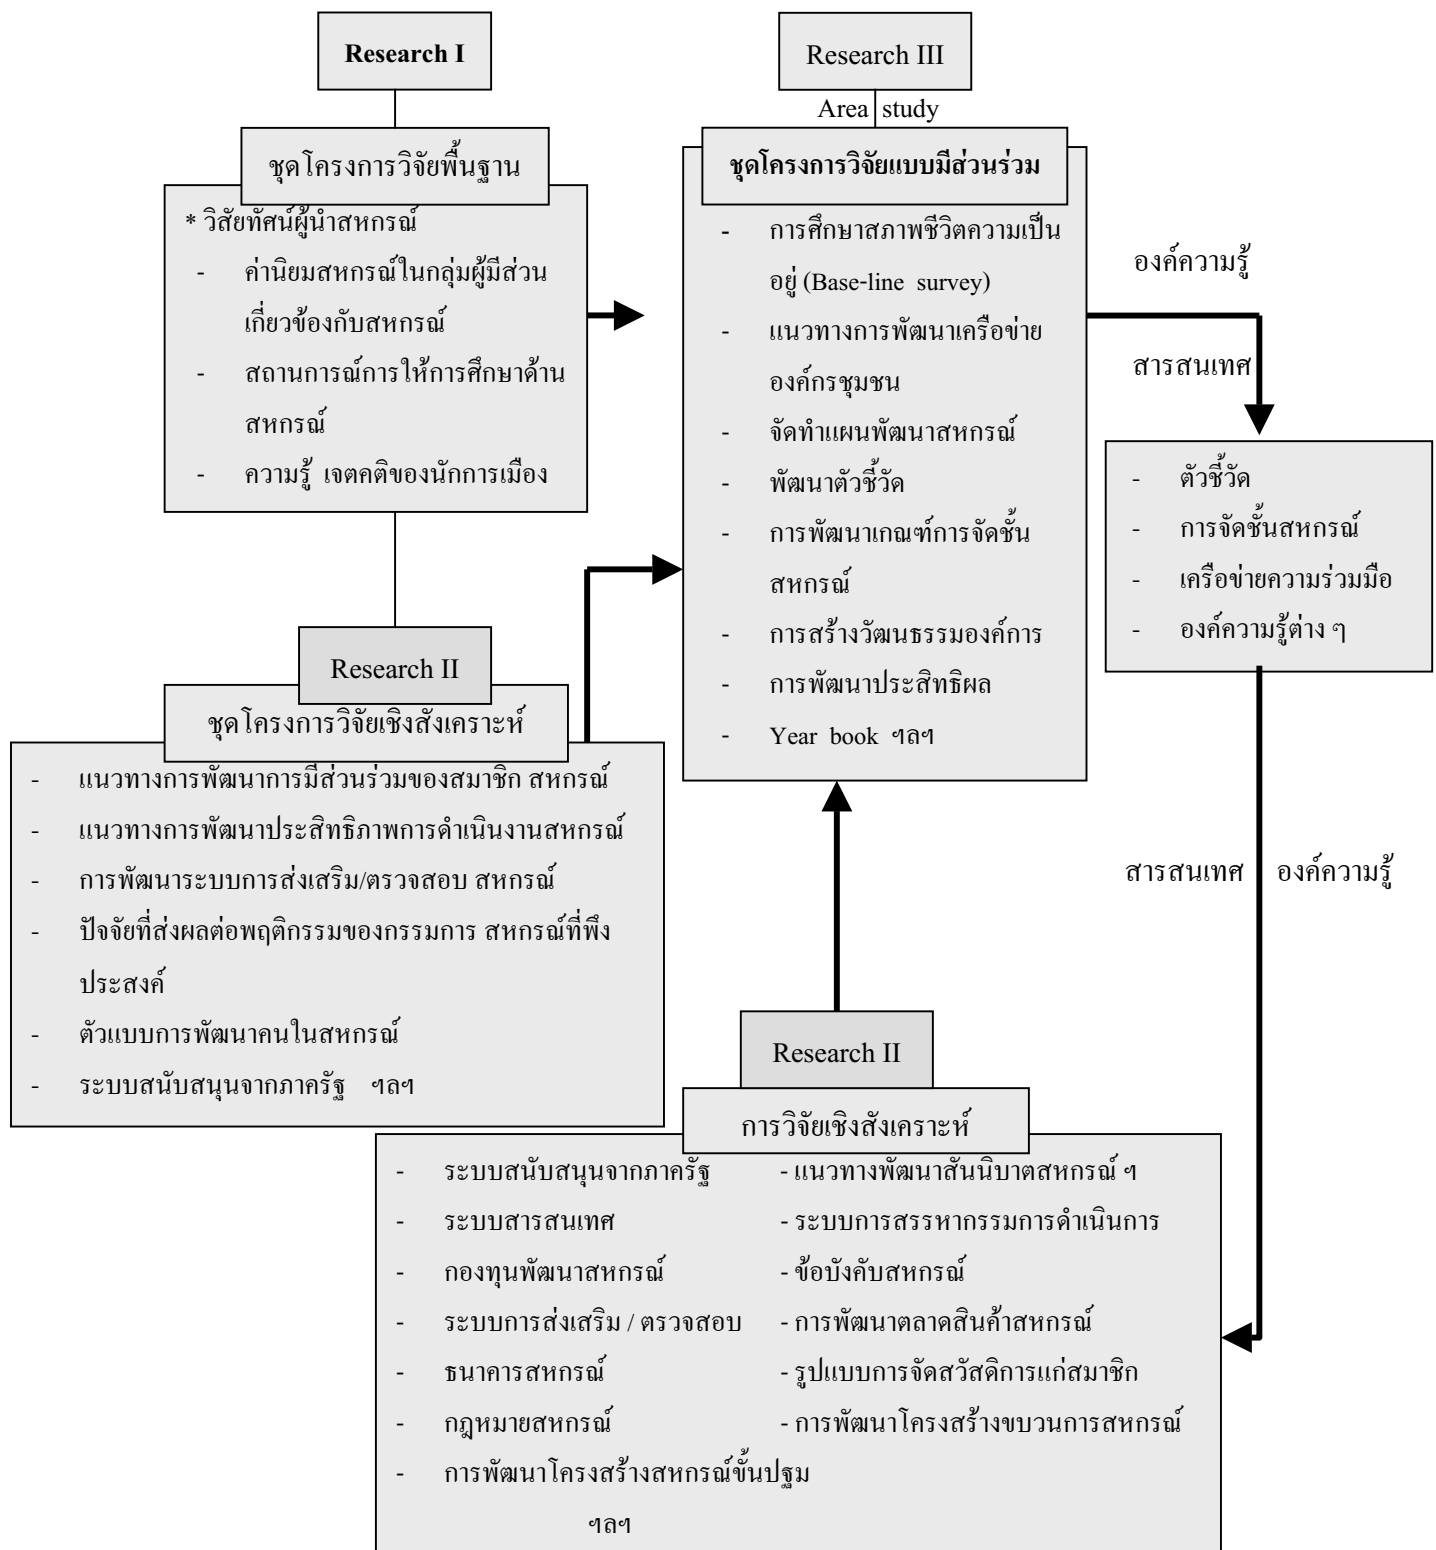 Research I
ชุดโครงการวิจัยพื้นฐาน
* วิสัยทัศน์ผู้นำสหกรณ์
- ค่านิยมสหกรณ์ในกลุ่มผู้มีส่วน
เกี่ยวข้องกับสหกรณ์
- สถานการณ์การให้การศึกษาด้าน
สหกรณ์
- ความรู้ เจตคติของนักการเมือง
Research II
ชุดโครงการวิจัยเชิงสังเคราะห์
- แนวทางการพัฒนาการมีส่วนร่วมของสมาชิก สหกรณ์
- แนวทางการพัฒนาประสิทธิภาพการดำเนินงานสหกรณ์
- การพัฒนาระบบการส่งเสริม/ตรวจสอบ สหกรณ์
- ปัจจัยที่ส่งผลต่อพฤติกรรมของกรรมการ สหกรณ์ที่พึง
ประสงค์
- ตัวแบบการพัฒนาคนในสหกรณ์
- ระบบสนับสนุนจากภาครัฐ ฯลฯ
Research III
Area study
ชุดโครงการวิจัยแบบมีส่วนร่วม
- การศึกษาสภาพชีวิตความเป็น
อยู่ (Base-line survey)
- แนวทางการพัฒนาเครือข่าย
องค์กรชุมชน
- จัดทำแผนพัฒนาสหกรณ์
- พัฒนาตัวชี้วัด
- การพัฒนาเกณฑ์การจัดชั้น
สหกรณ์
- การสร้างวัฒนธรรมองค์การ
- การพัฒนาประสิทธิผล
- Year book ฯลฯ
องค์ความรู้
สารสนเทศ
- ตัวชี้วัด
- การจัดชั้นสหกรณ์
- เครือข่ายความร่วมมือ
- องค์ความรู้ต่าง ๆ
สารสนเทศ องค์ความรู้
Research II
การวิจัยเชิงสังเคราะห์
- ระบบสนับสนุนจากภาครัฐ - แนวทางพัฒนาสันนิบาตสหกรณ์ ฯ
- ระบบสารสนเทศ - ระบบการสรรหากรรมการดำเนินการ
- กองทุนพัฒนาสหกรณ์ - ข้อบังคับสหกรณ์
- ระบบการส่งเสริม / ตรวจสอบ - การพัฒนาตลาดสินค้าสหกรณ์
- ธนาคารสหกรณ์ - รูปแบบการจัดสวัสดิการแก่สมาชิก
- กฎหมายสหกรณ์ - การพัฒนาโครงสร้างขบวนการสหกรณ์
- การพัฒนาโครงสร้างสหกรณ์ขั้นปฐม
ฯลฯ